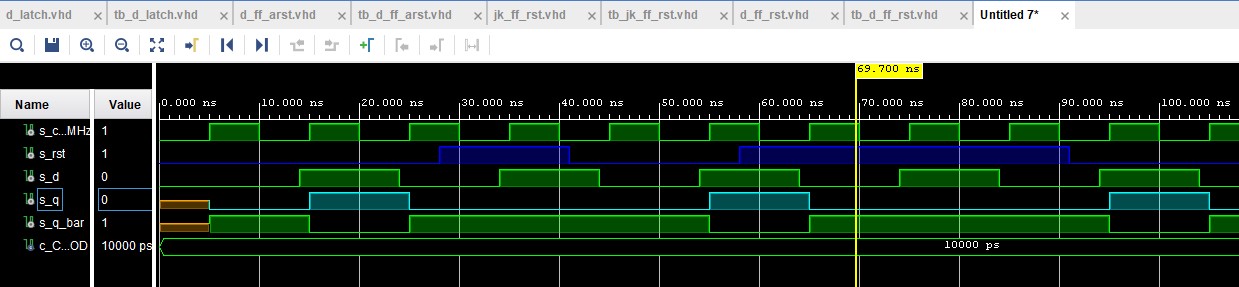 d_latch.vhd tb_d_latch.vhd d_ff_arst.vhd tb_d_ff_arst.vhd jk_ff_rst.vhd tb_jk_ff_rst.vhd d_ff_rst.vhd tb_d_ff_rst.vhd Untitled 7*
69.700 ns
Name Value 0.000 ns 10.000 ns 20.000 ns 30.000 ns 40.000 ns 50.000 ns 60.000 ns 70.000 ns 80.000 ns 90.000 ns 100.000 ns
s_c...MHz 1
s_rst 1
s_d 0
s_q 0
s_q_bar 1
c_C...OD 10000 ps 10000 ps